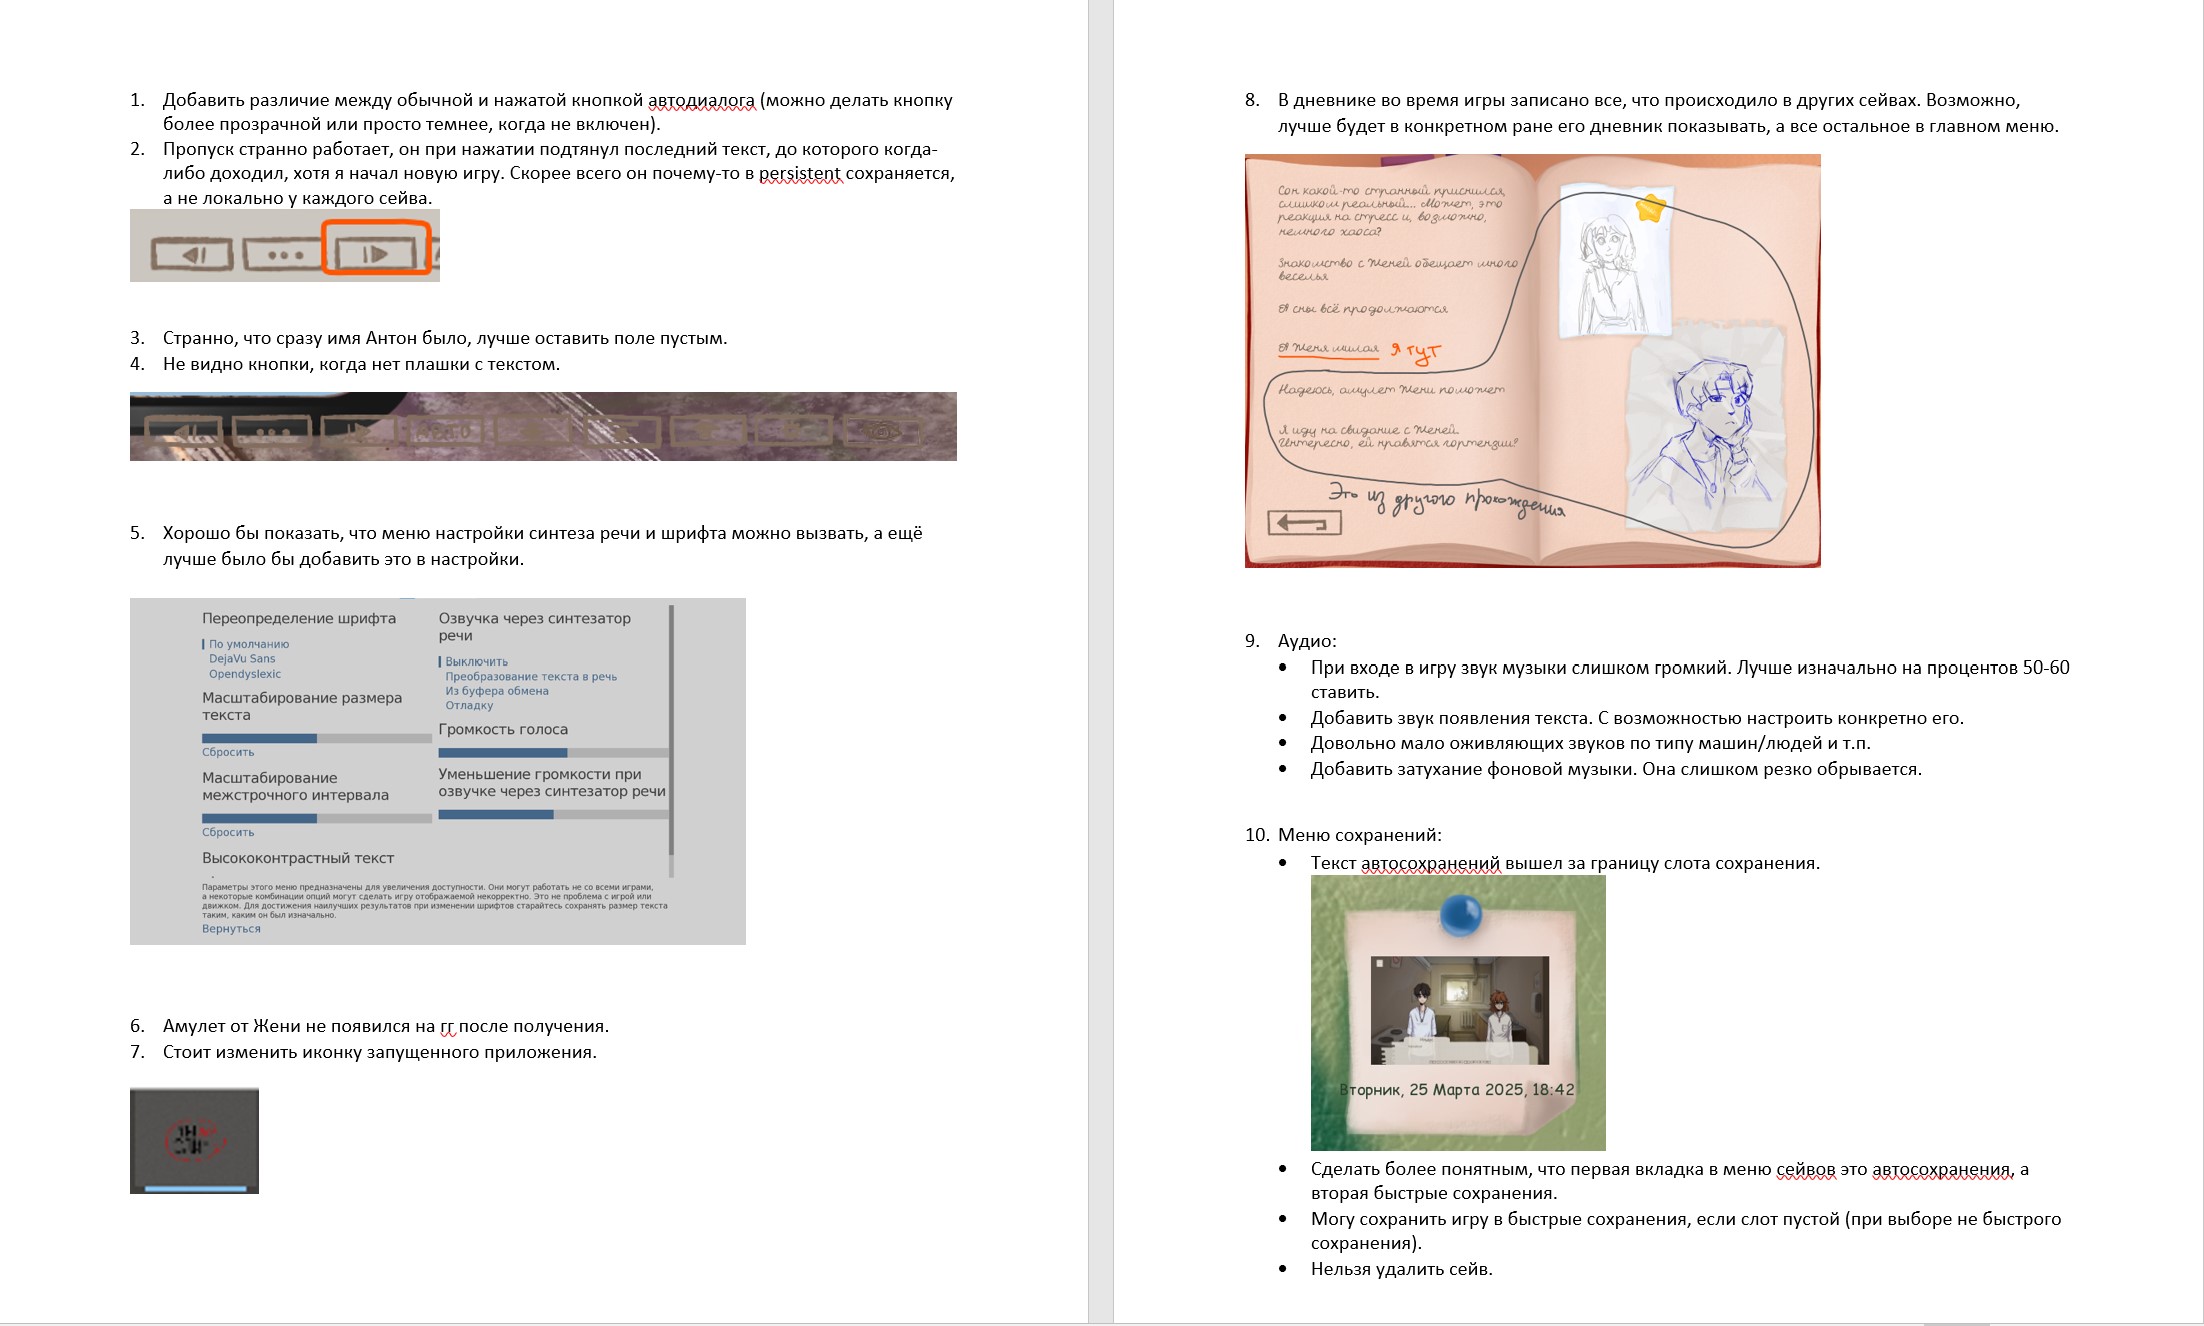 1. Добавить различие между обычной и нажатой кнопкой автодиалога (можно делать кнопку
более прозрачной или просто темнее, когда не включен).
2. Пропуск странно работает, он при нажатии подтянул последний текст, до которого когда-
либо доходил, хотя я начал новую игру. Скорее всего он почему-то в persistent сохраняется,
а не локально у каждого сейва.
3. Странно, что сразу имя Антон было, лучше оставить поле пустым.
4. Не видно кнопки, когда нет плашки с текстом.
5. Хорошо бы показать, что меню настройки синтеза речи и шрифта можно вызвать, а ещё
лучше было бы добавить это в настройки.
Переопределение шрифта
По умолчанию
DejaVu Sans
Opendyslexic
Масштабирование размера
текста
Сбросить
Масштабирование
межстрочного интервала
Сбросить
Высококонтрастный текст
Озвучка через синтезатор
речи
Выключить
Преобразование текста в речь
Из буфера обмена
Отладку
Громкость голоса
Уменьшение громкости при
озвучке через синтезатор речи
Параметры этого меню предназначены для увеличения доступности. Они могут работать не со всеми играми,
а некоторые комбинации опций могут сделать игру отображаемой некорректно. Это не проблема с игрой или
движком. Для достижения наилучших результатов при изменении шрифтов старайтесь сохранять размер текста
таким, каким он был изначально.
Вернуться
6. Амулет от Жени не появился на гг после получения.
7. Стоит изменить иконку запущенного приложения.
8. В дневнике во время игры записано все, что происходило в других сейвах. Возможно,
лучше будет в конкретном ране его дневник показывать, а все остальное в главном меню.
Сон какой-то странный приснился,
слишком реальный... Может, это
реакция на стресс и, возможно,
немного хаоса?
Знакомство с Женей обещает много
веселья
А сны всё продолжаются
А Женя милая Я тут
Надеюсь, амулет Жени поможет
Я иду на свидание с Женей.
Интересно, ей нравятся гортензии?
Это из другого прохождения
9. Аудио:
• При входе в игру звук музыки слишком громкий. Лучше изначально на процентов 50-60
ставить.
• Добавить звук появления текста. С возможностью настроить конкретно его.
• Довольно мало оживляющих звуков по типу машин/людей и т.п.
• Добавить затухание фоновой музыки. Она слишком резко обрывается.
10. Меню сохранений:
• Текст автосохранений вышел за границу слота сохранения.
Вторник, 25 Марта 2025, 18:42
• Сделать более понятным, что первая вкладка в меню сейвов это автосохранения, а
вторая быстрые сохранения.
• Могу сохранить игру в быстрые сохранения, если слот пустой (при выборе не быстрого
сохранения).
• Нельзя удалить сейв.